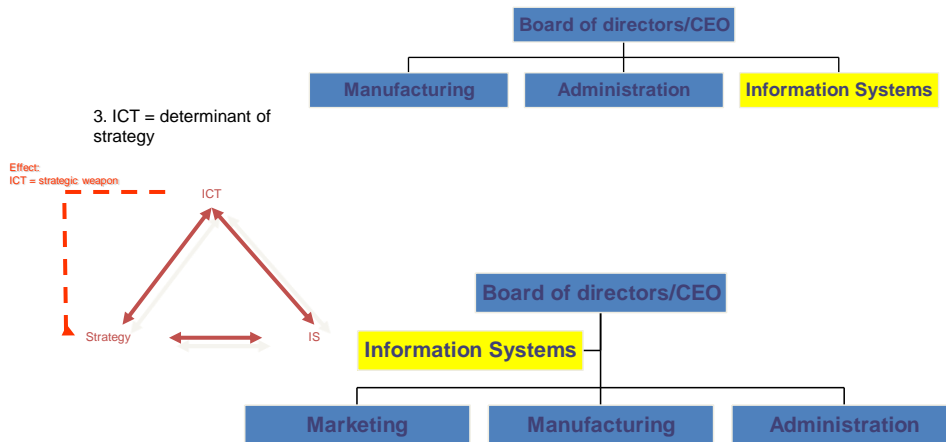 Board of directors/CEO
Manufacturing
Administration
Information Systems
3. ICT = determinant of
strategy
Effect:
ICT = strategic weapon
ICT
Strategy
IS
Board of directors/CEO
Information Systems
Marketing
Manufacturing
Administration